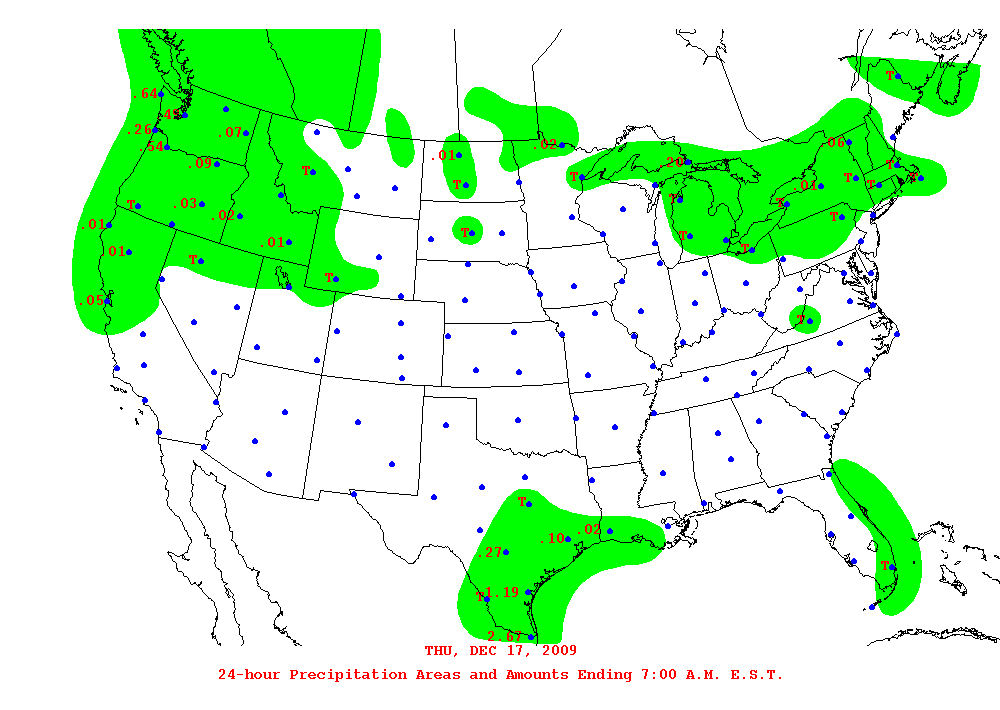 T
.64
.43
.26
.07
.06
.54
.02
.01
.09
.20
T
T
T
T
T
T
T
.01
T
T
.03
T
T
.02
T
.01
T
T
T
.01
.01
T
T
T
.05
T
T
.02
.10
.27
T
1.19
T
2.67
THU, DEC 17, 2009
24-hour Precipitation Areas and Amounts Ending 7:00 A.M. E.S.T.